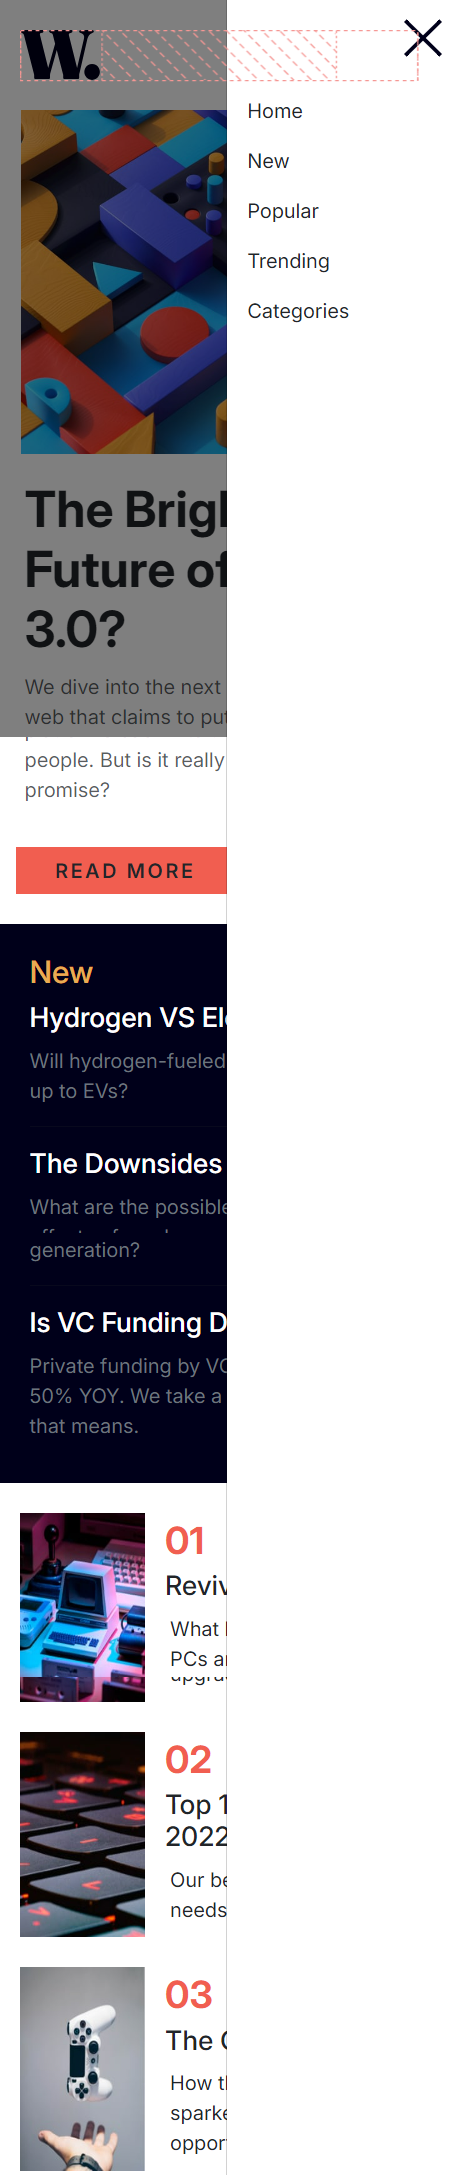 W.
Home
New
Popular
Trending
Categories
The Brigh
Future of
3.0?
We dive into the next
web that claims to put
people. But is it really
promise?
READ MORE
New
Hydrogen VS Ele
Will hydrogen-fueled
up to EVs?
The Downsides
What are the possible
generation?
Is VC Funding D
Private funding by VC
50% YOY. We take a
that means.
01
Reviv
What
PCs a
02
Top 1
2022
Our be
needs
03
The
How t
sparke
oppor